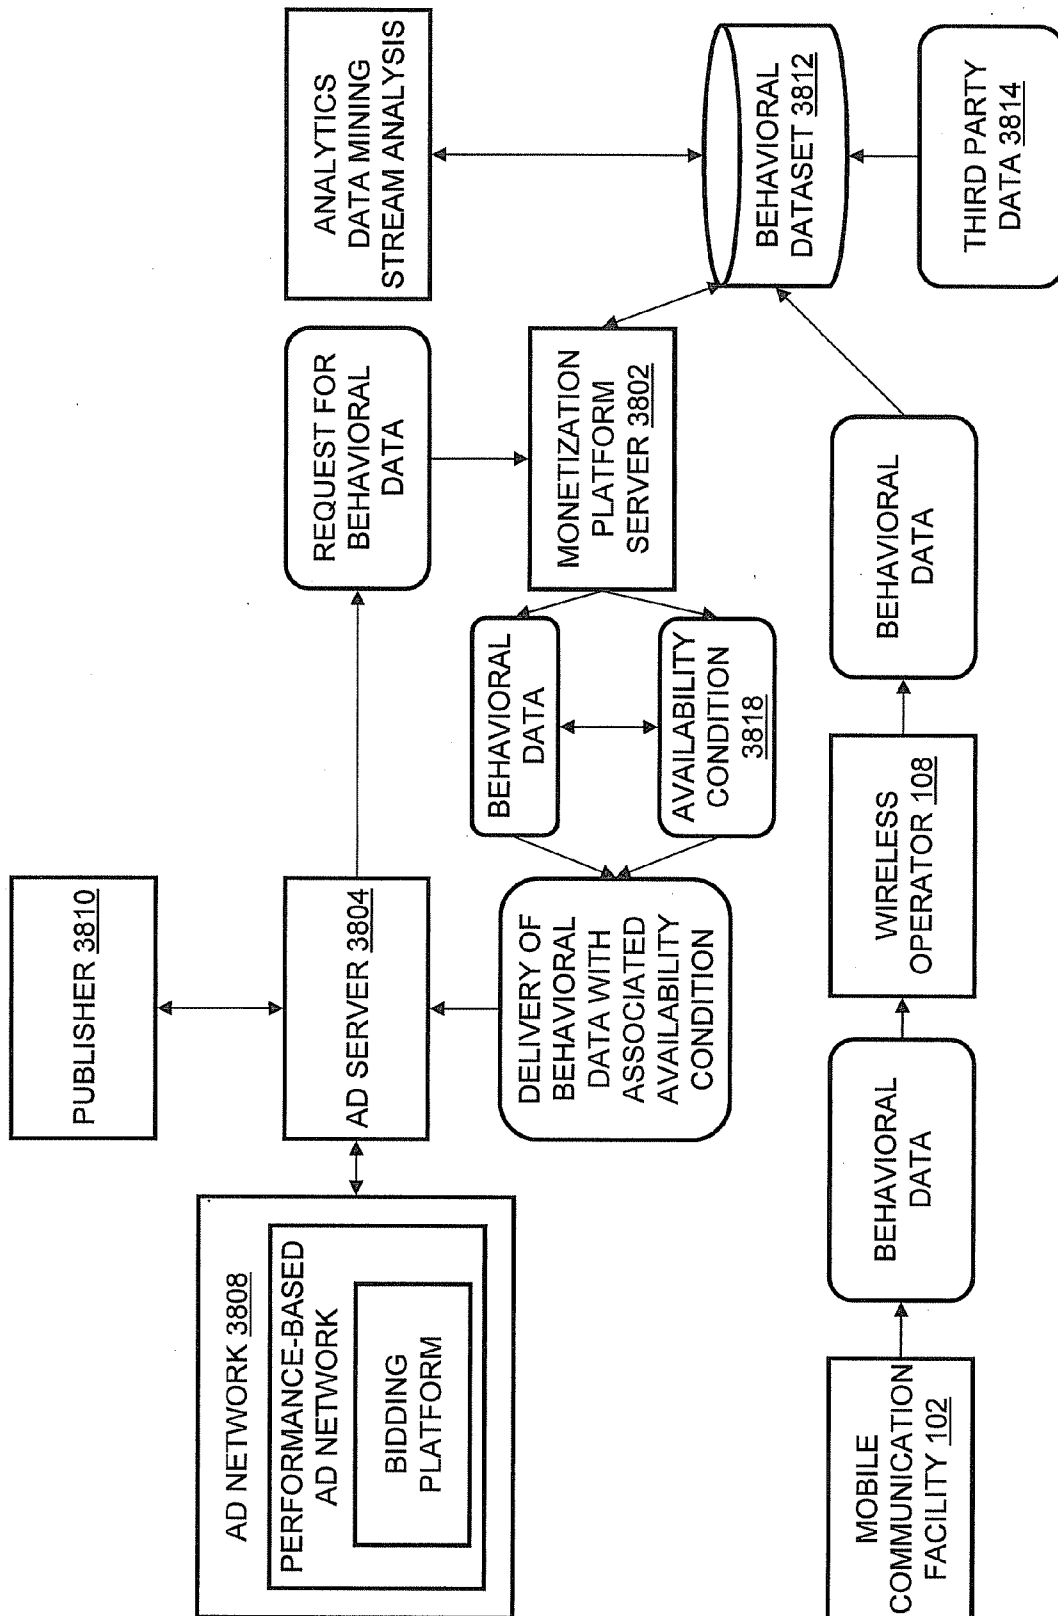 PUBLISHER 3810
AD NETWORK 3808
PERFORMANCE-BASED
AD NETWORK
BIDDING
PLATFORM
AD SERVER 3804
REQUEST FOR
BEHAVIORAL
DATA
ANALYTICS
DATA MINING
STREAM ANALYSIS
DELIVERY OF
BEHAVIORAL
DATA WITH
ASSOCIATED
AVAILABILITY
CONDITION
BEHAVIORAL
DATA
AVAILABILITY
CONDITION
3818
MONETIZATION
PLATFORM
SERVER 3802
BEHAVIORAL
DATASET 3812
MOBILE
COMMUNICATION
FACILITY 102
BEHAVIORAL
DATA
WIRELESS
OPERATOR 108
BEHAVIORAL
DATA
THIRD PARTY
DATA 3814